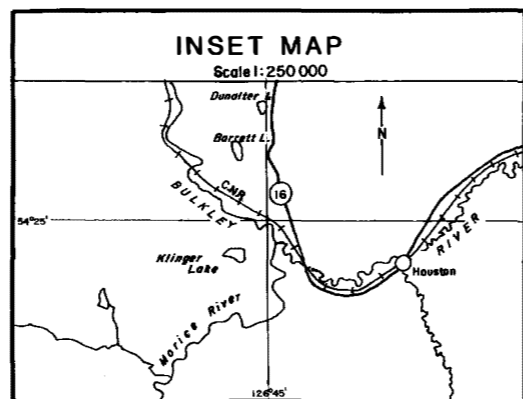 INSET MAP
Scale 1:250 000
Dunalter L.
Barrett L.
N
CNR
16
BULKLEY
54°25'
RIVER
Klinger
Lake
Houston
Morice River
126°45'